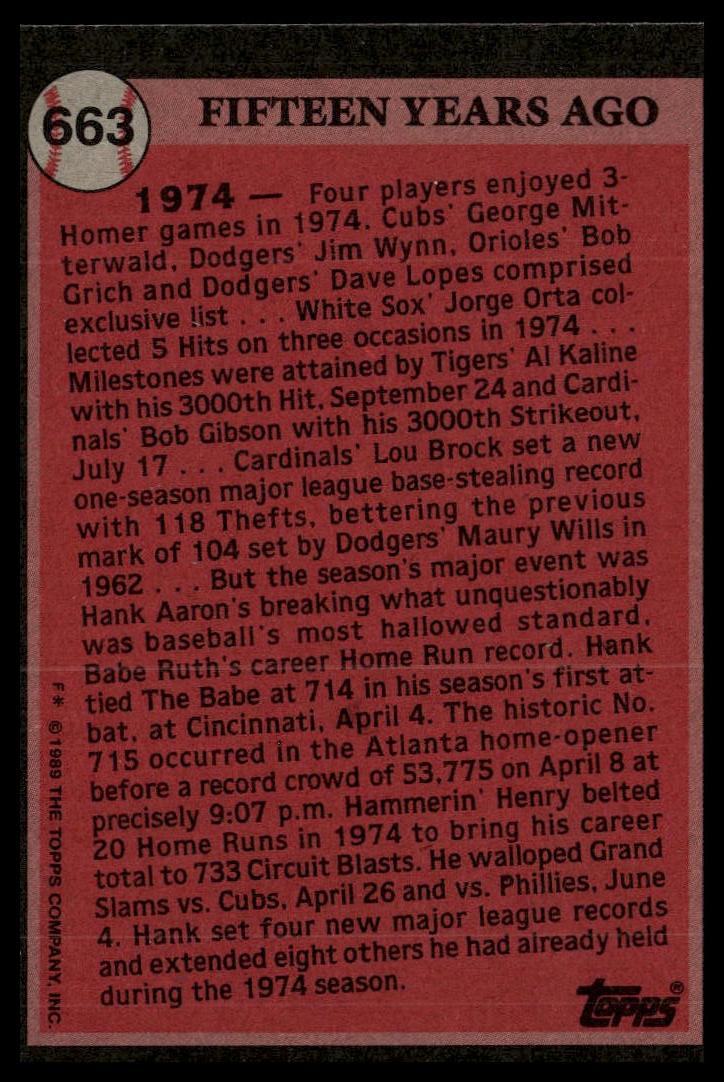 663
FIFTEEN YEARS AGO
1974 — Four players enjoyed 3-
Homer games in 1974. Cubs' George Mit-
terwald, Dodgers' Jim Wynn, Orioles' Bob
Grich and Dodgers' Dave Lopes comprised
exclusive list . . . White Sox' Jorge Orta col-
lected 5 Hits on three occasions in 1974 . . .
Milestones were attained by Tigers' Al Kaline
with his 3000th Hit, September 24 and Cardi-
nals' Bob Gibson with his 3000th Strikeout,
July 17 . . . Cardinals' Lou Brock set a new
one-season major league base-stealing record
with 118 Thefts, bettering the previous
mark of 104 set by Dodgers' Maury Wills in
1962 . . . But the season's major event was
Hank Aaron's breaking what unquestionably
was baseball's most hallowed standard,
Babe Ruth's career Home Run record. Hank
tied The Babe at 714 in his season's first at-
bat, at Cincinnati, April 4. The historic No.
715 occurred in the Atlanta home-opener
before a record crowd of 53,775 on April 8 at
precisely 9:07 p.m. Hammerin' Henry belted
20 Home Runs in 1974 to bring his career
total to 733 Circuit Blasts. He walloped Grand
Slams vs. Cubs, April 26 and vs. Phillies, June
4. Hank set four new major league records
and extended eight others he had already held
during the 1974 season.
F* © 1989 THE TOPPS COMPANY, INC.
topps®